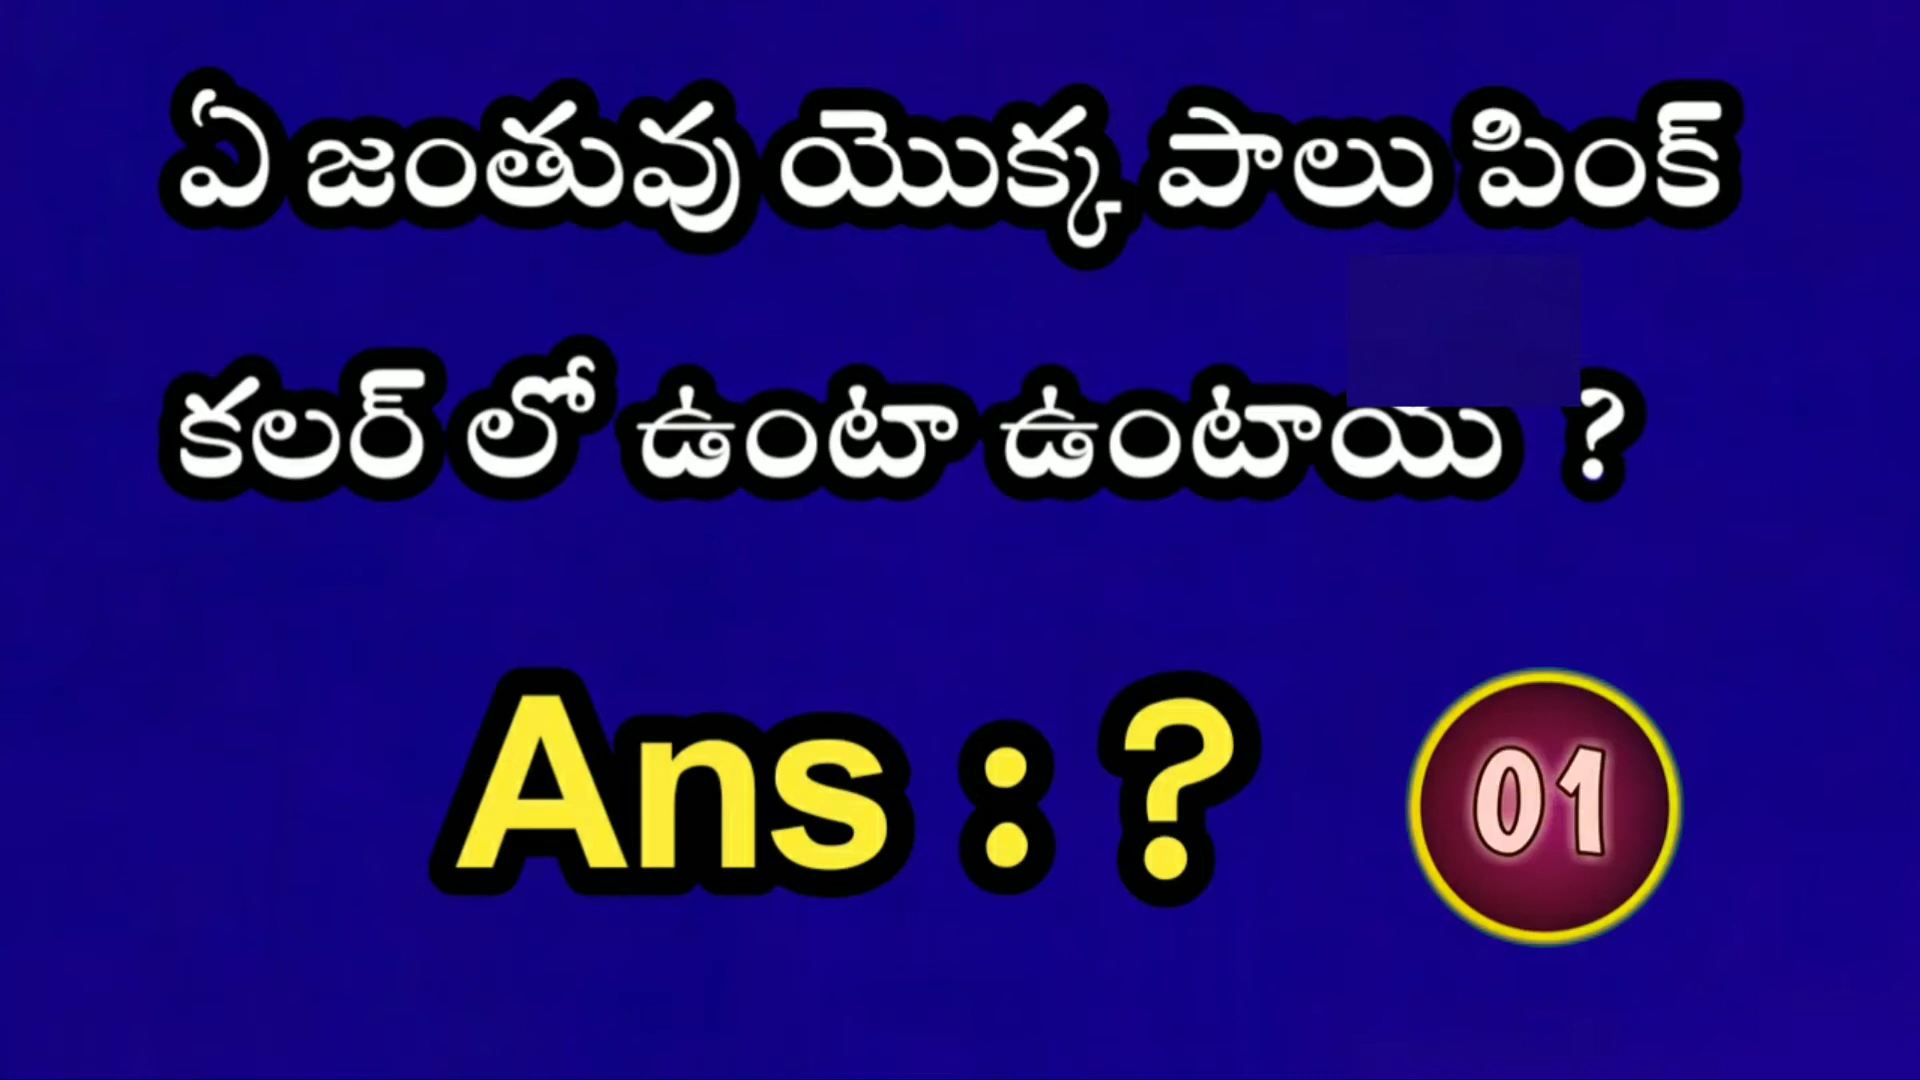 ఏ జంతువు యొక్క పాలు పింక్
కలర్ లో ఉంటా ఉంటాయి ?
Ans : ?
01